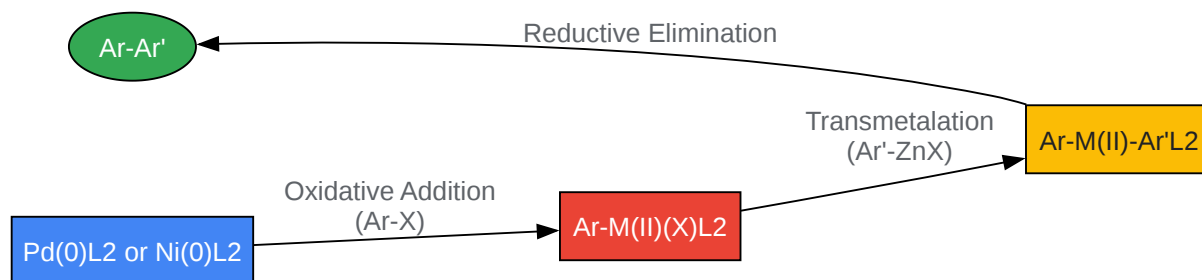 Reductive Elimination
Ar-Ar'
Transmetalation
(Ar'-ZnX)
Ar-M(II)-Ar'L2
Oxidative Addition
(Ar-X)
Ar-M(II)(X)L2
Pd(0)L2 or Ni(0)L2